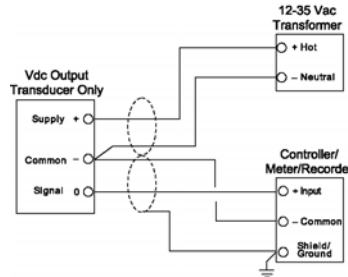 12-35 Vac
Transformer
+ Hot
– Neutral
Vdc Output
Transducer Only
Supply +
Common –
Signal 0
Controller/
Meter/Recorder
+ Input
– Common
Shield/
Ground